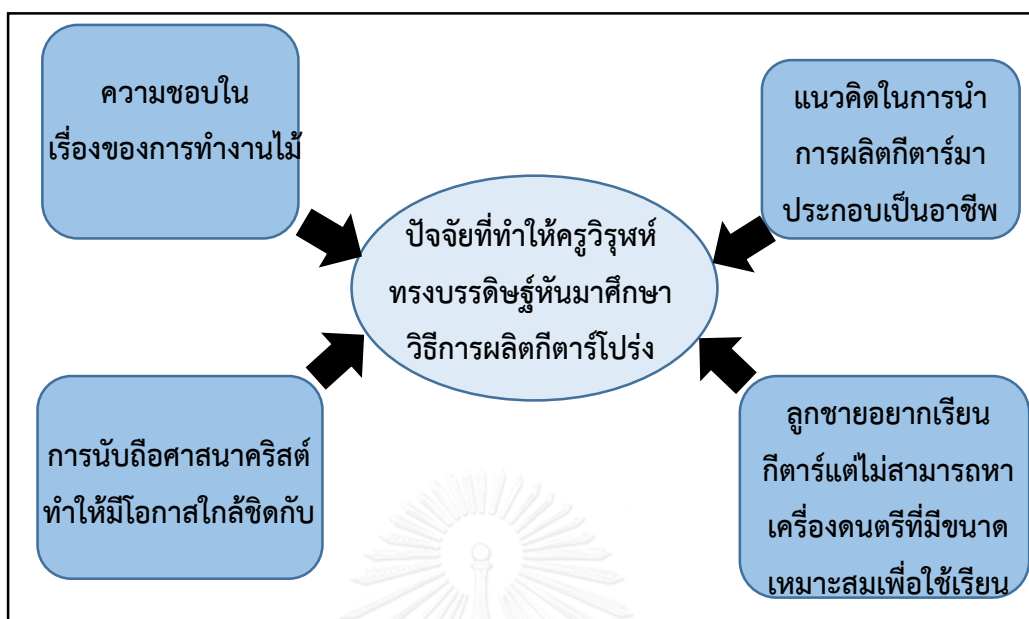 ความชอบใน
เรื่องของการทำงานไม้
แนวคิดในการนำ
การผลิตกีตาร์มา
ประกอบเป็นอาชีพ
ปัจจัยที่ทำให้ครูวิรุฬห์
ทรงบรรดิษฐ์หันมาศึกษา
วิธีการผลิตกีตาร์โปร่ง
การนับถือศาสนาคริสต์
ทำให้มีโอกาสใกล้ชิดกับ
ลูกชายอยากเรียน
กีตาร์แต่ไม่สามารถหา
เครื่องดนตรีที่มีขนาด
เหมาะสมเพื่อใช้เรียน